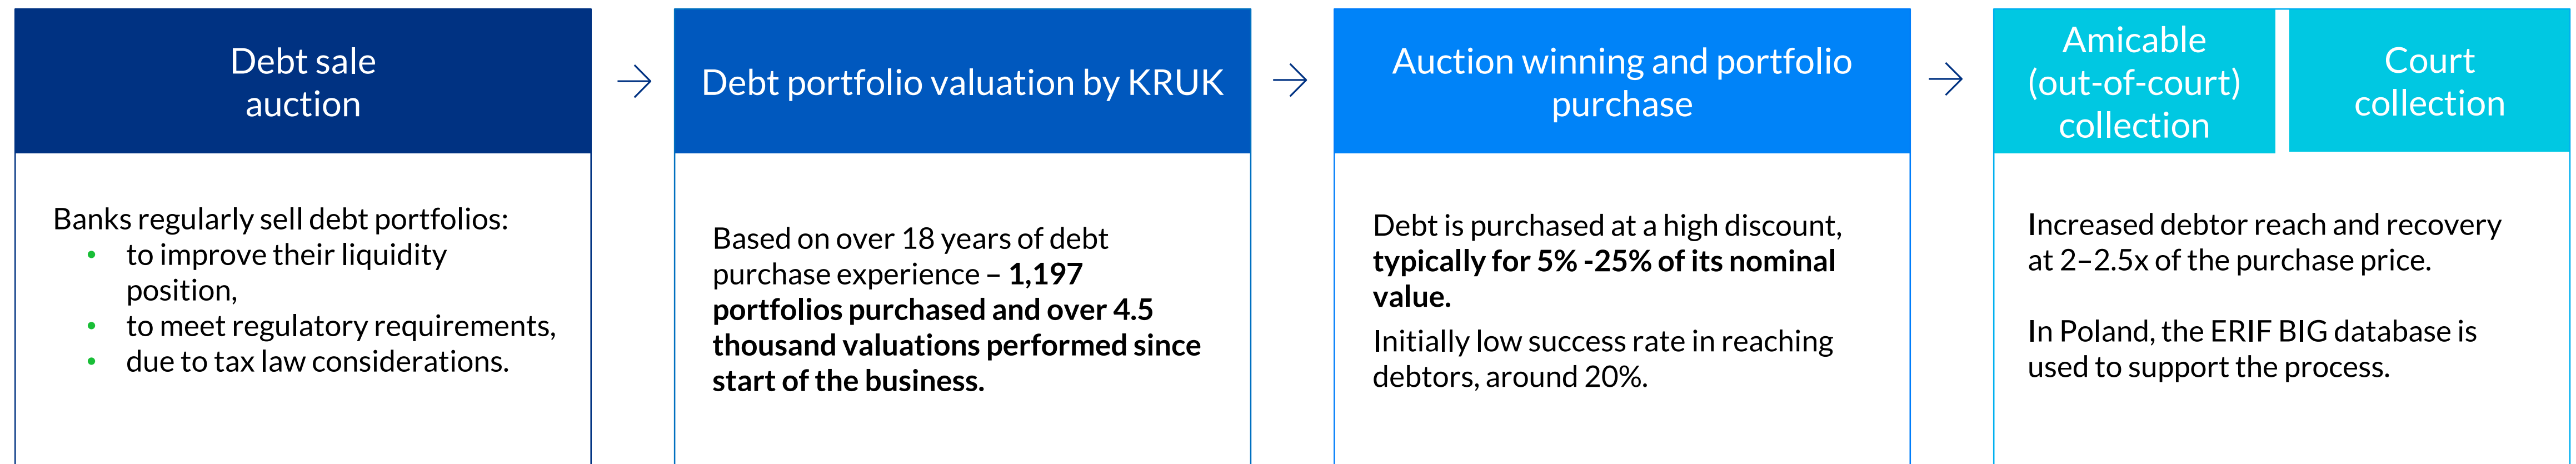 Debt sale
auction
Banks regularly sell debt portfolios:
• to improve their liquidity
position,
• to meet regulatory requirements,
• due to tax law considerations.
Debt portfolio valuation by KRUK
Based on over 18 years of debt
purchase experience – 1,197
portfolios purchased and over 4.5
thousand valuations performed since
start of the business.
Auction winning and portfolio
purchase
Debt is purchased at a high discount,
typically for 5% -25% of its nominal
value.
Initially low success rate in reaching
debtors, around 20%.
Amicable
(out-of-court)
collection
Court
collection
Increased debtor reach and recovery
at 2–2.5x of the purchase price.
In Poland, the ERIF BIG database is
used to support the process.